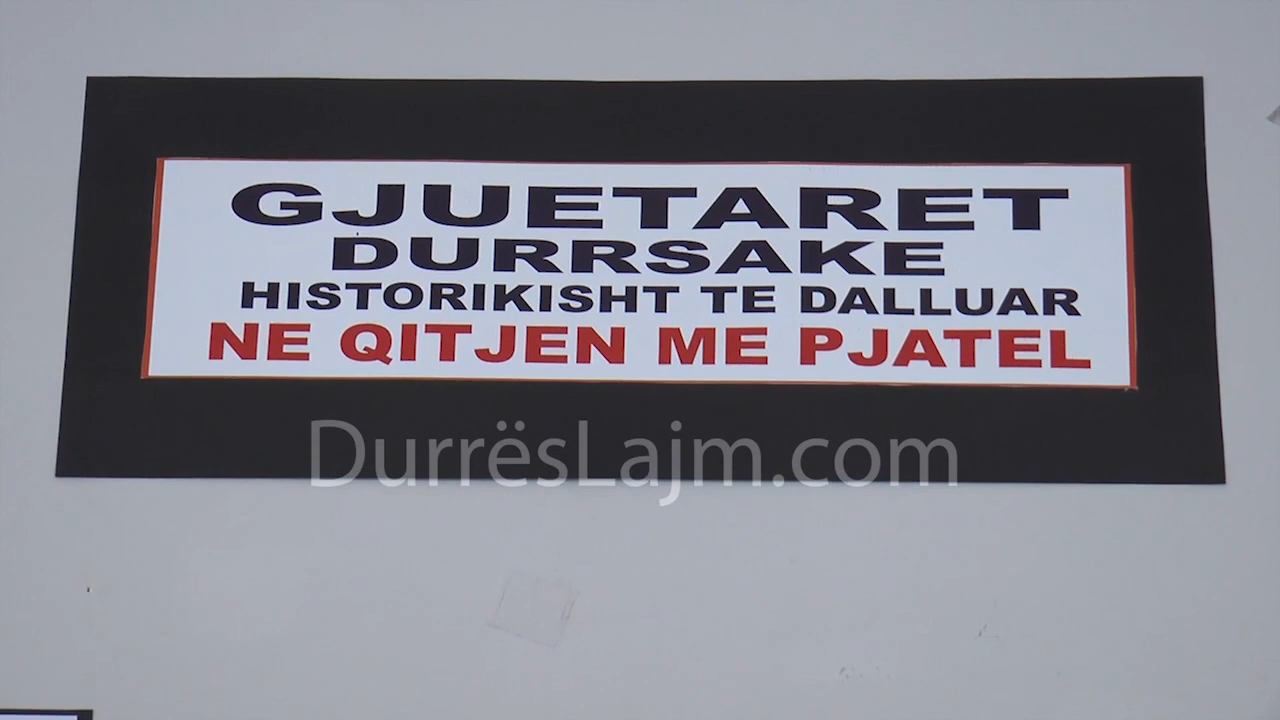 GJUETARET
DURRSAKE
HISTORIKISHT TE DALLUAR
NE QITJEN ME PJATEL
DurrësLajm.com